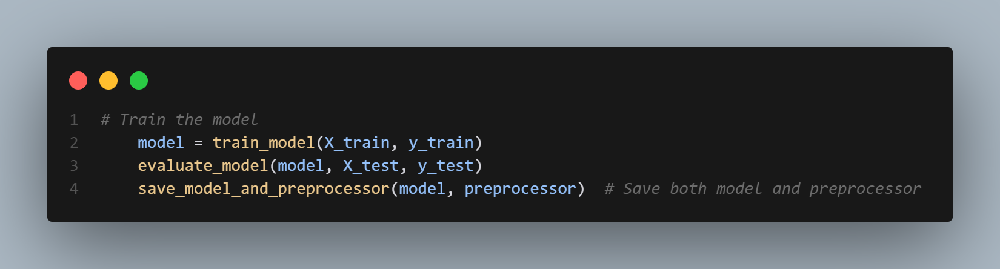 1 # Train the model
2     model = train_model(X_train, y_train)
3     evaluate_model(model, X_test, y_test)
4     save_model_and_preprocessor(model, preprocessor)  # Save both model and preprocessor